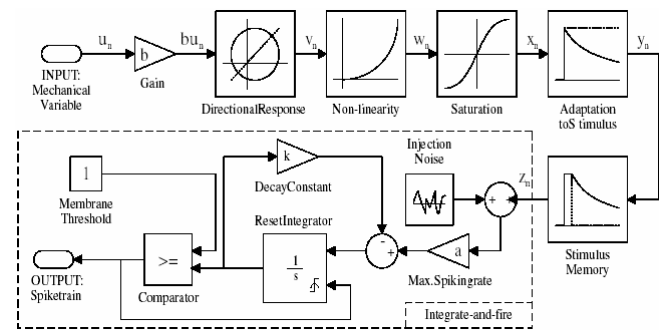 u_n
bu_n
v_n
w_n
x_n
y_n
b
INPUT:
Mechanical
Variable
Gain
DirectionalResponse
Non-linearity
Saturation
Adaptation
toS timulus
k
Injection
Noise
1
DecayConstant
z_n
Membrane
Threshold
ResetIntegrator
+
+
-
+
a
>=
1
s
Stimulus
Memory
Max.Spikingrate
OUTPUT:
Spiketrain
Comparator
Integrate-and-fire